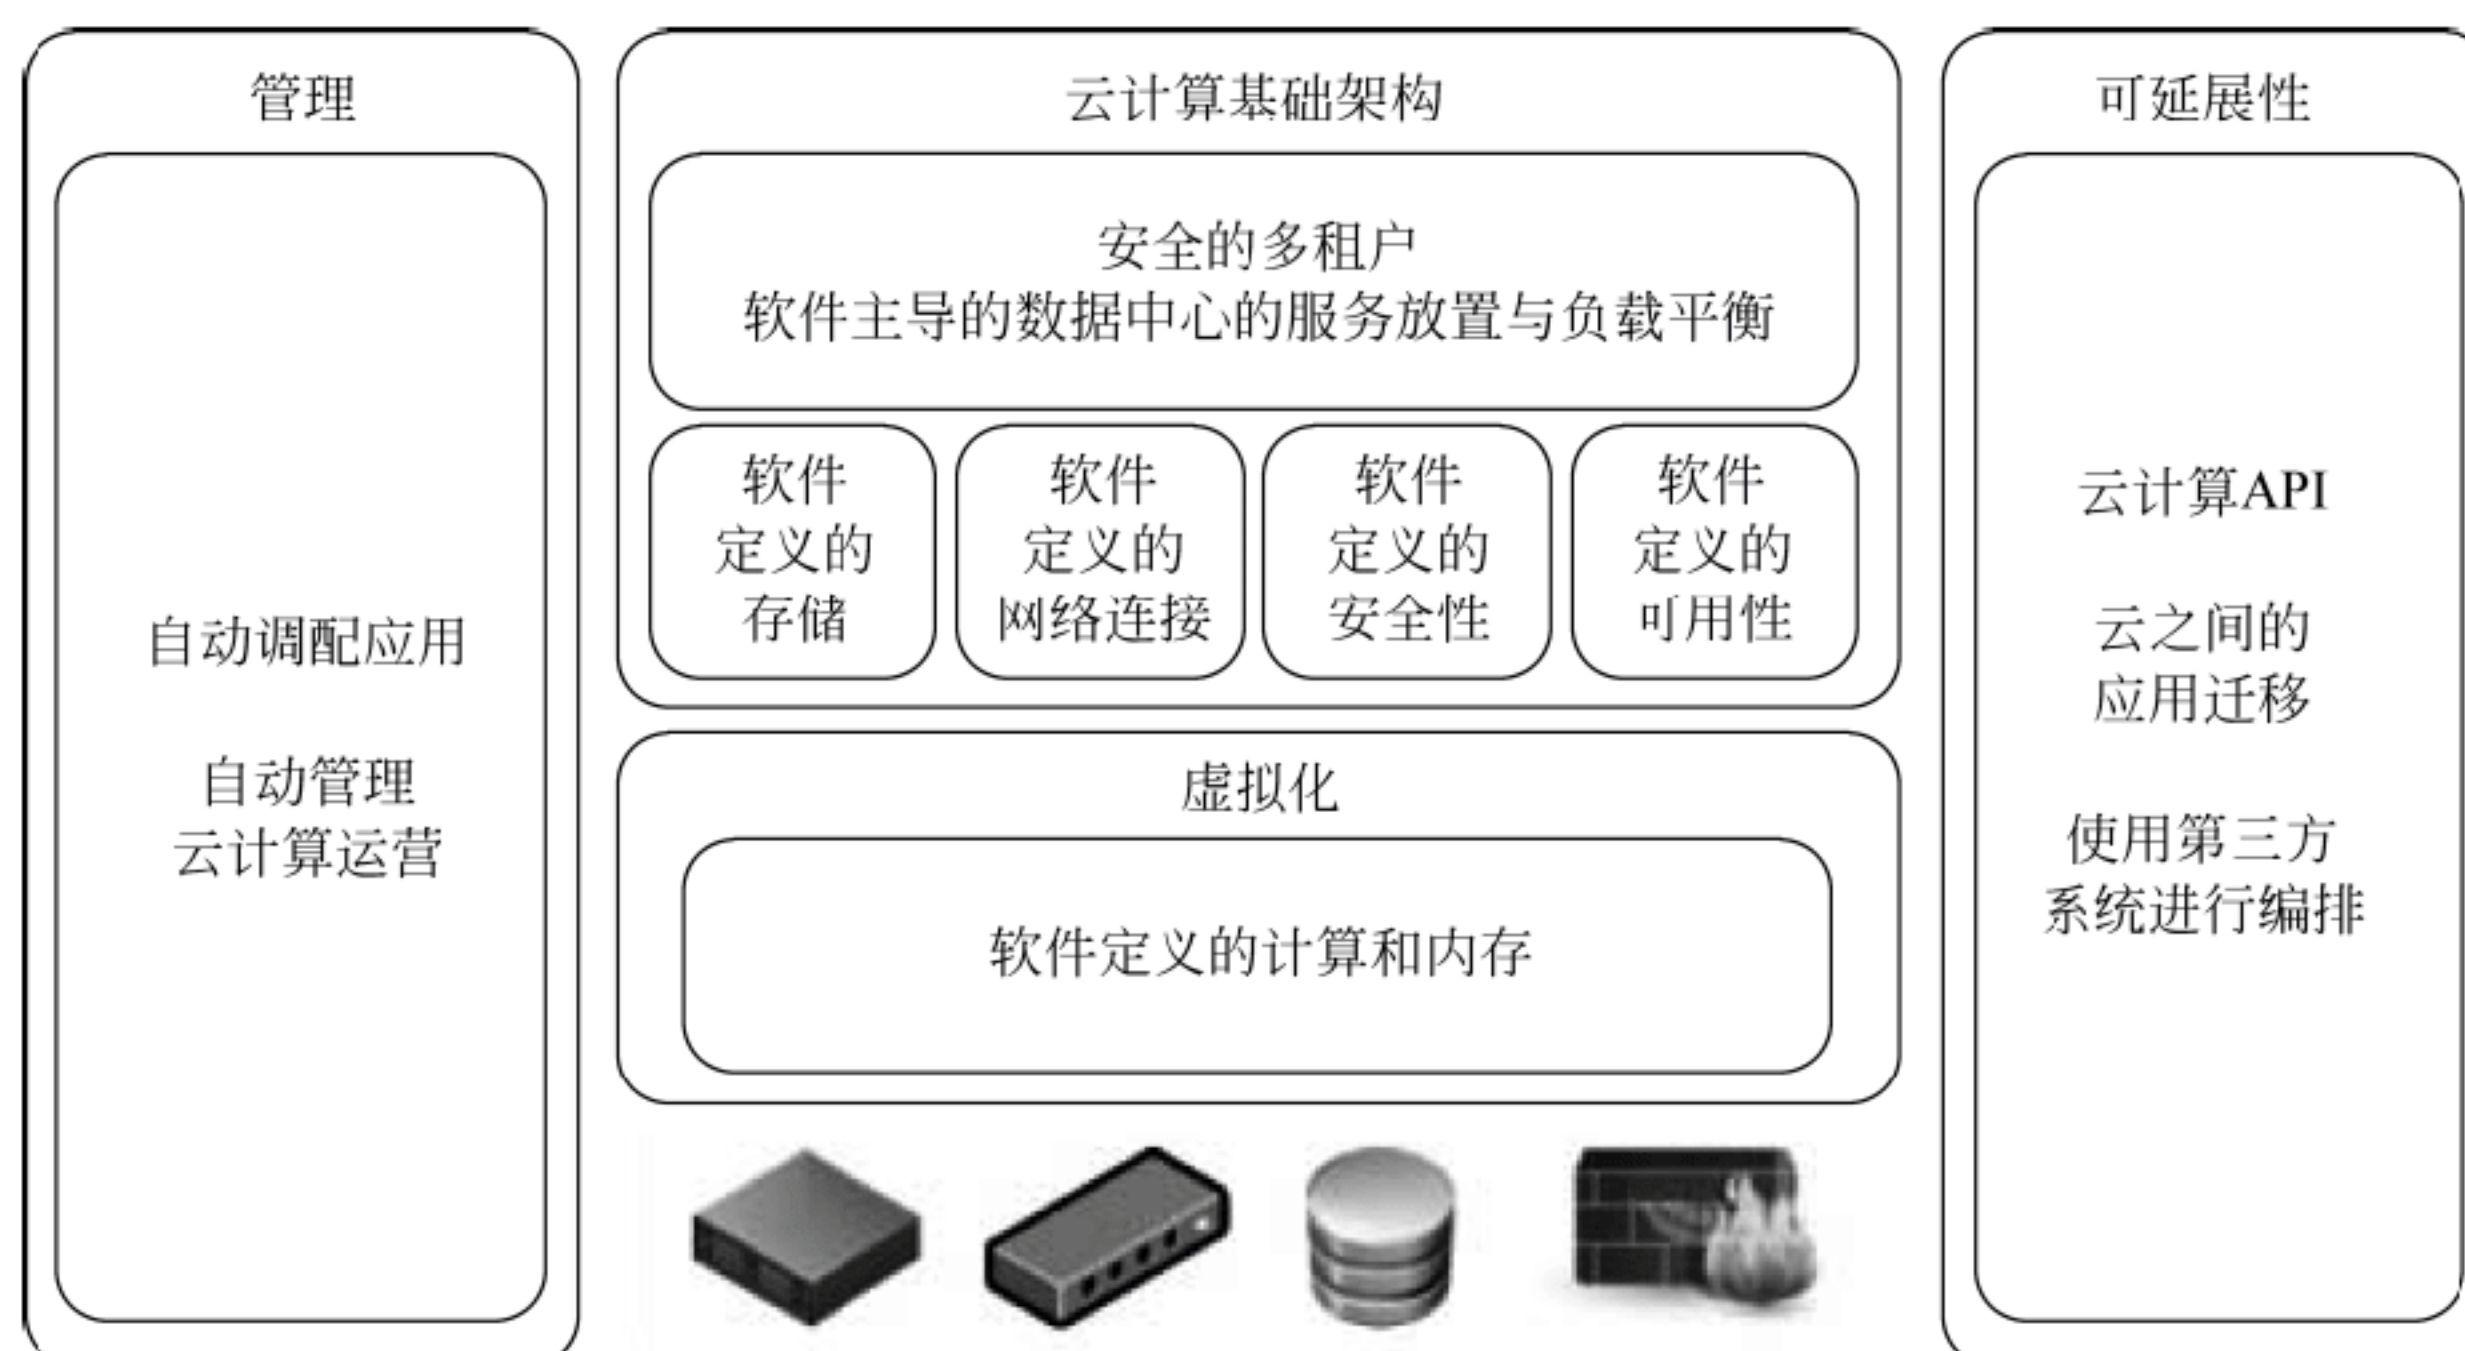 管理
自动调配应用
自动管理
云计算运营
云计算基础架构
安全的多租户
软件主导的数据中心的服务放置与负载平衡
软件
定义的
存储
软件
定义的
网络连接
软件
定义的
安全性
软件
定义的
可用性
虚拟化
软件定义的计算和内存
可延展性
云计算API
云之间的
应用迁移
使用第三方
系统进行编排